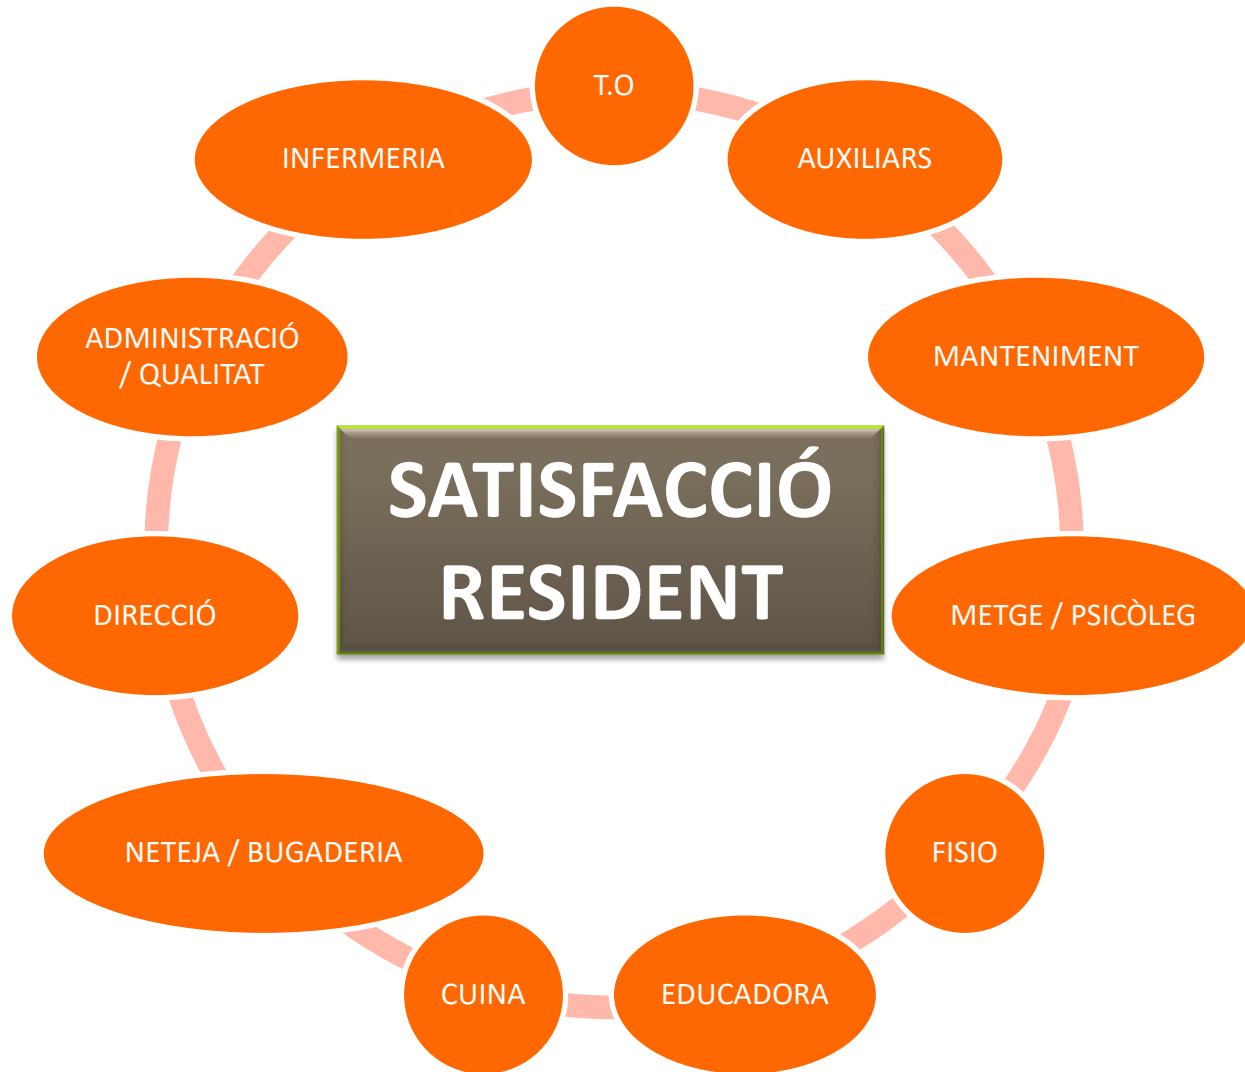 T.O
INFERMERIA
AUXILIARS
ADMINISTRACIÓ
/ QUALITAT
MANTENIMENT
SATISFACCIÓ
RESIDENT
DIRECCIÓ
METGE / PSICÒLEG
NETEJA / BUGADERIA
FISIO
CUINA
EDUCADORA